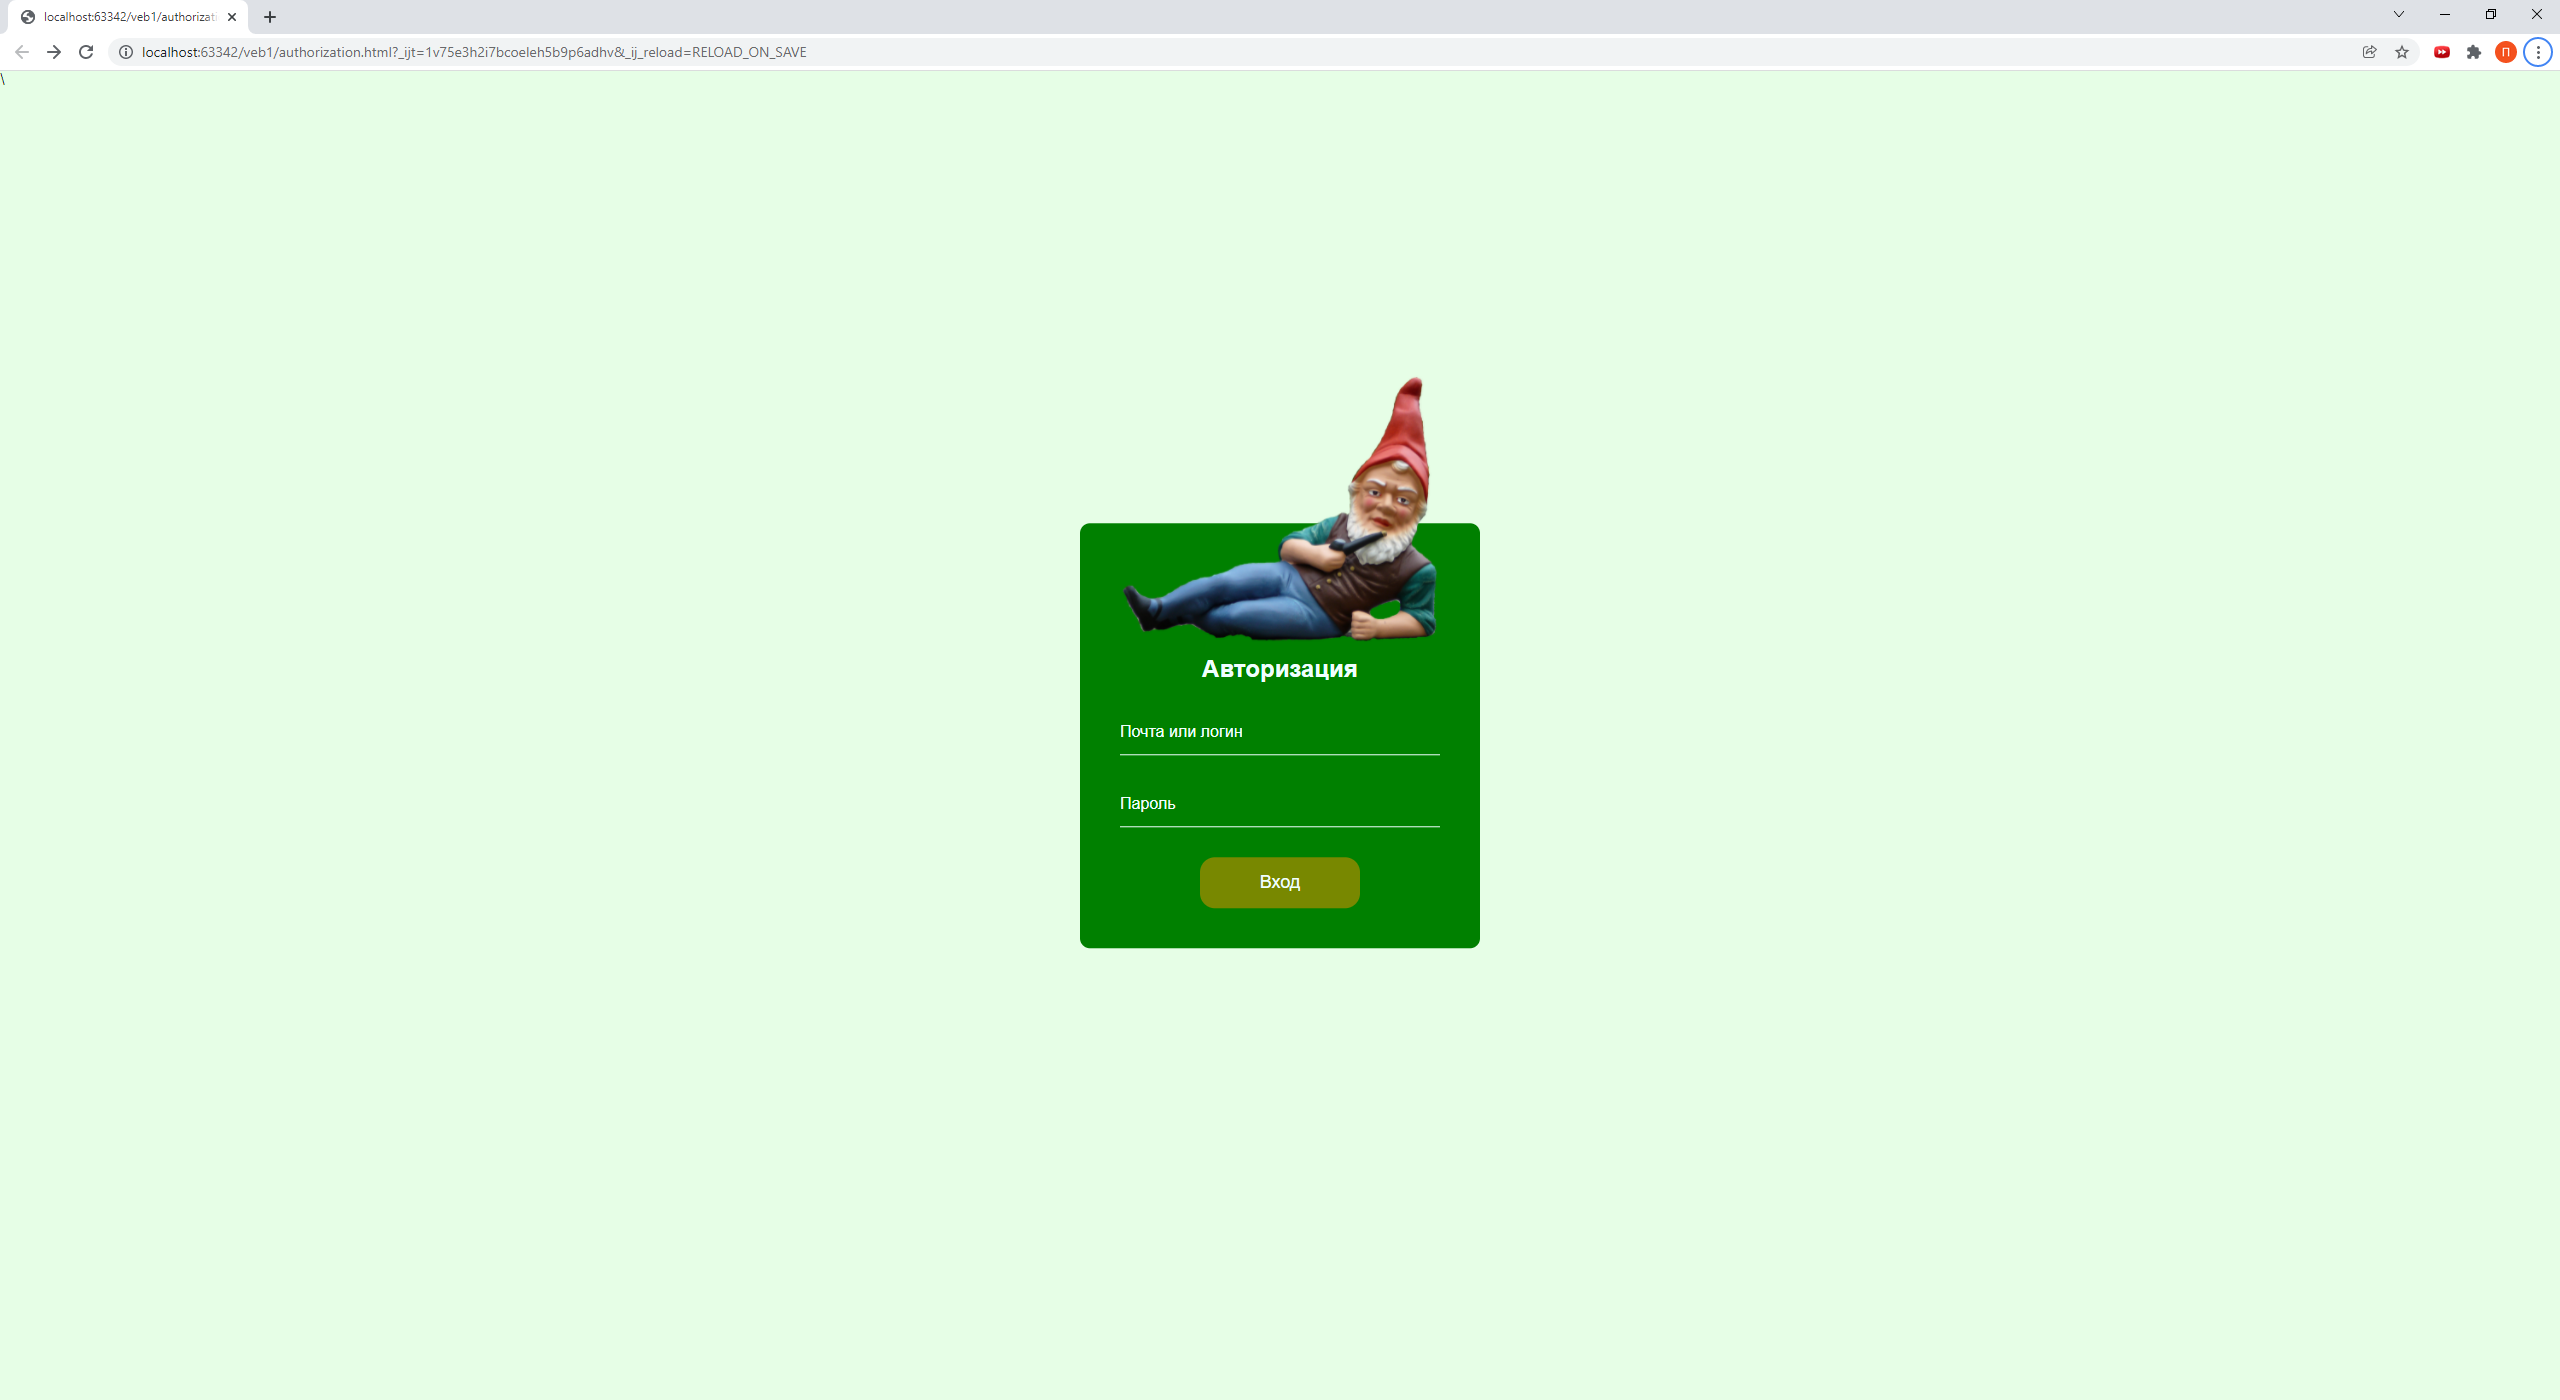 localhost:63342/veb1/authorizati
localhost:63342/veb1/authorization.html?_ijt=1v75e3h2i7bcoeleh5b9p6adhv&_ij_reload=RELOAD_ON_SAVE
П
\
Авторизация
Почта или логин
Пароль
Вход